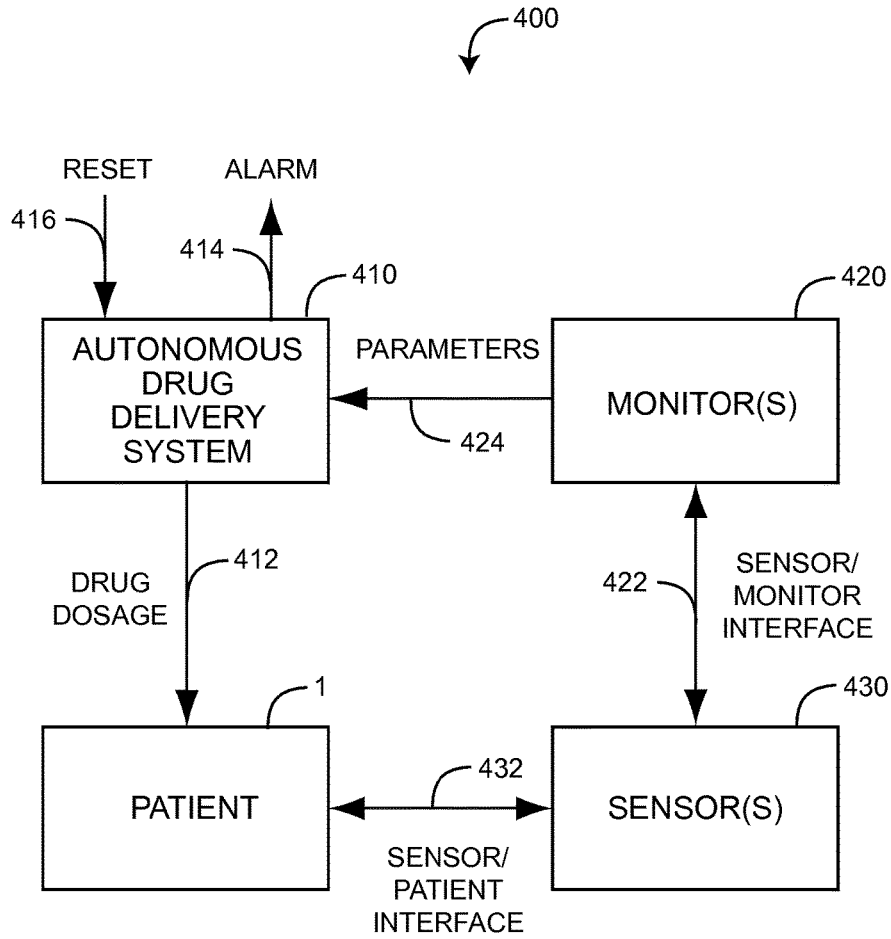 400
RESET
ALARM
416
414
410
420
AUTONOMOUS
DRUG
DELIVERY
SYSTEM
PARAMETERS
424
MONITOR(S)
412
DRUG
DOSAGE
422
SENSOR/
MONITOR
INTERFACE
1
430
PATIENT
432
SENSOR/
PATIENT
INTERFACE
SENSOR(S)